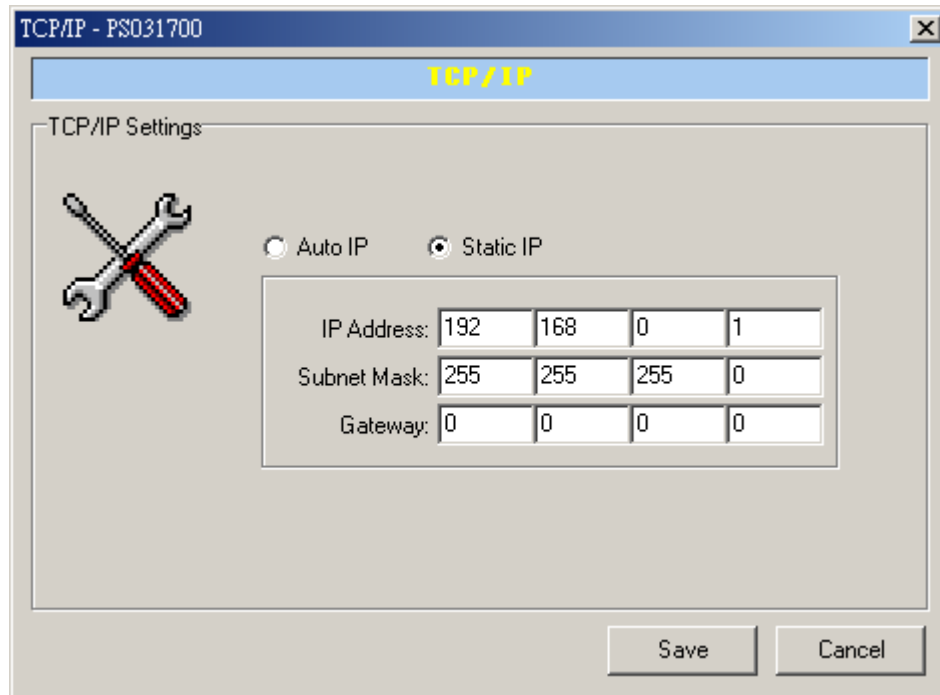 TCP/IP - PS031700
TCP/IP
TCP/IP Settings
Auto IP Static IP
IP Address: 192 168 0 1
Subnet Mask: 255 255 255 0
Gateway: 0 0 0 0
Save Cancel